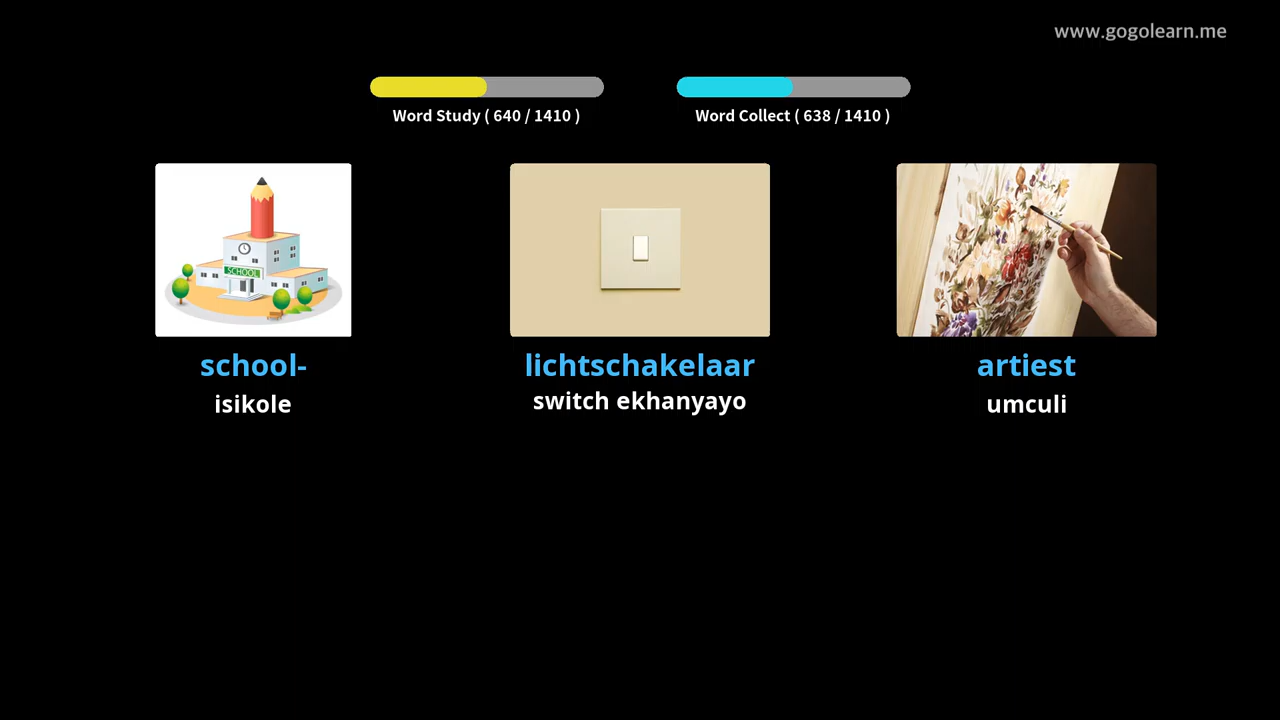 www.gogolearn.me
Word Study ( 640 / 1410 )
Word Collect ( 638 / 1410 )
SCHOOL
school-
isikole
lichtschakelaar
switch ekhanyayo
artiest
umculi